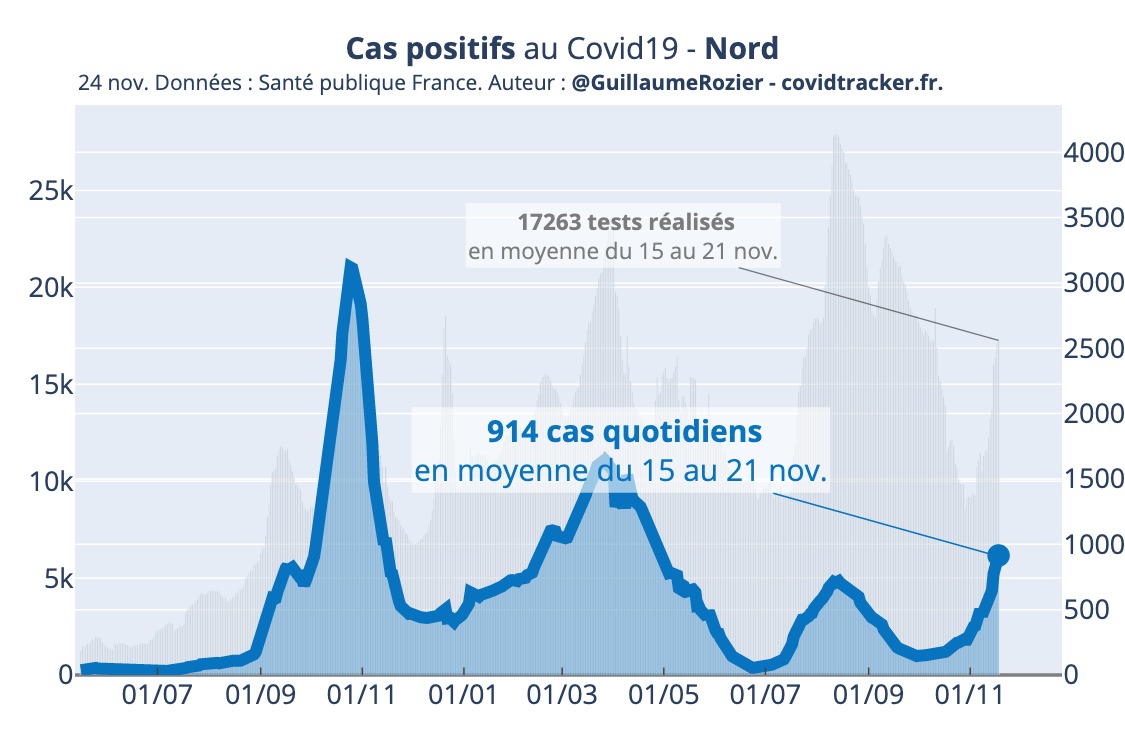 Cas positifs au Covid19 - Nord
24 nov. Données : Santé publique France. Auteur : @GuillaumeRozier - covidtracker.fr.
4000
25k
3500
17263 tests réalisés
en moyenne du 15 au 21 nov.
20k
3000
2500
15k
2000
914 cas quotidiens
en moyenne du 15 au 21 nov.
10k
1500
1000
5k
500
0
0
01/07 01/09 01/11 01/01 01/03 01/05 01/07 01/09 01/11